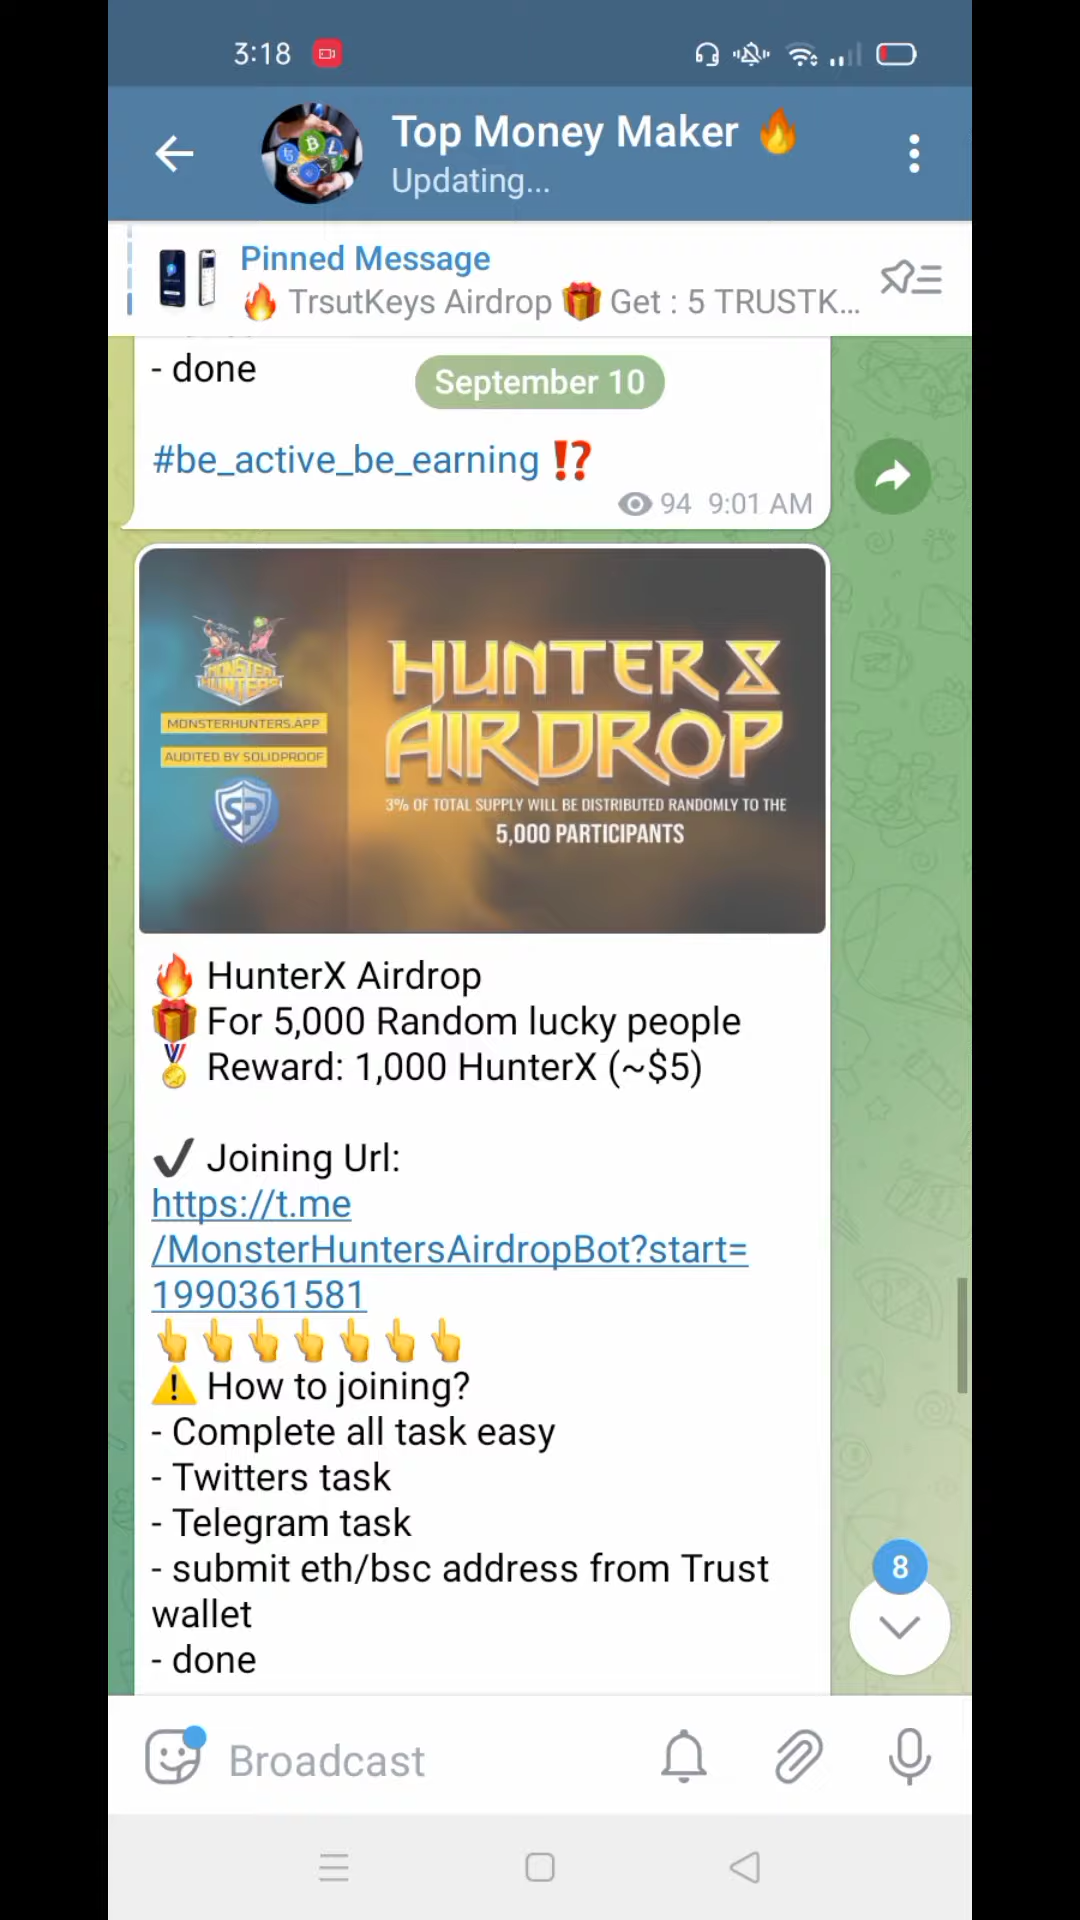 3:18
Top Money Maker 🔥
Updating...
Pinned Message
🔥 TrsutKeys Airdrop 🎁 Get : 5 TRUSTK...
- done
September 10
#be_active_be_earning ⁉️
94 9:01 AM
MONSTER
HUNTERS
MONSTERHUNTERS.APP
AUDITED BY SOLIDPROOF
SP
HUNTERX
AIRDROP
3% OF TOTAL SUPPLY WILL BE DISTRIBUTED RANDOMLY TO THE
5,000 PARTICIPANTS
🔥 HunterX Airdrop
🎁 For 5,000 Random lucky people
🏅 Reward: 1,000 HunterX (~$5)
✔️ Joining Url:
https://t.me
/MonsterHuntersAirdropBot?start=
1990361581
👆👆👆👆👆👆👆
⚠️ How to joining?
- Complete all task easy
- Twitters task
- Telegram task
- submit eth/bsc address from Trust
wallet
- done
8
Broadcast